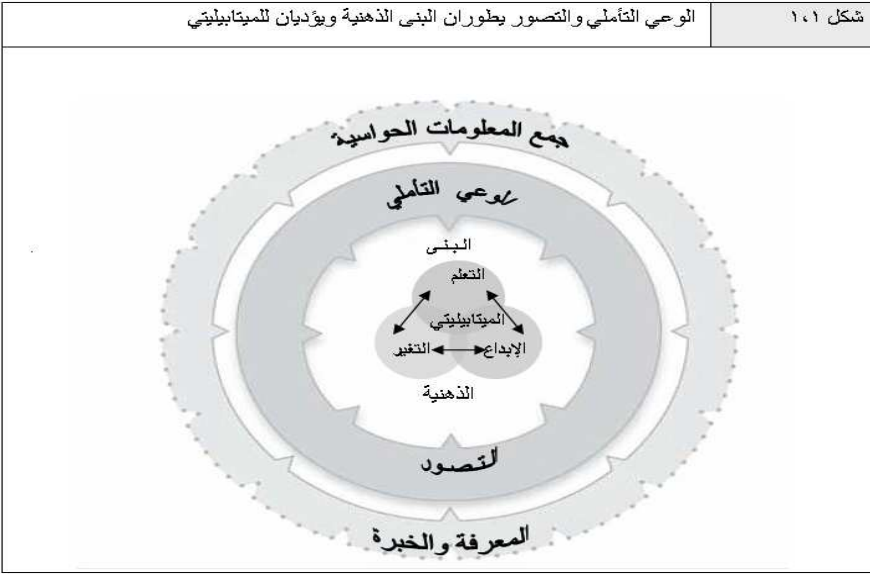 شكل ١،١
الوعي التأملي والتصور يطوران البنى الذهنية ويؤديان للميتابيليتي
جمع المعلومات الحواسية
الوعي التأملي
البنى
التعلم
الميتابيليتي
الإبداع
التغير
الذهنية
التصور
المعرفة والخبرة